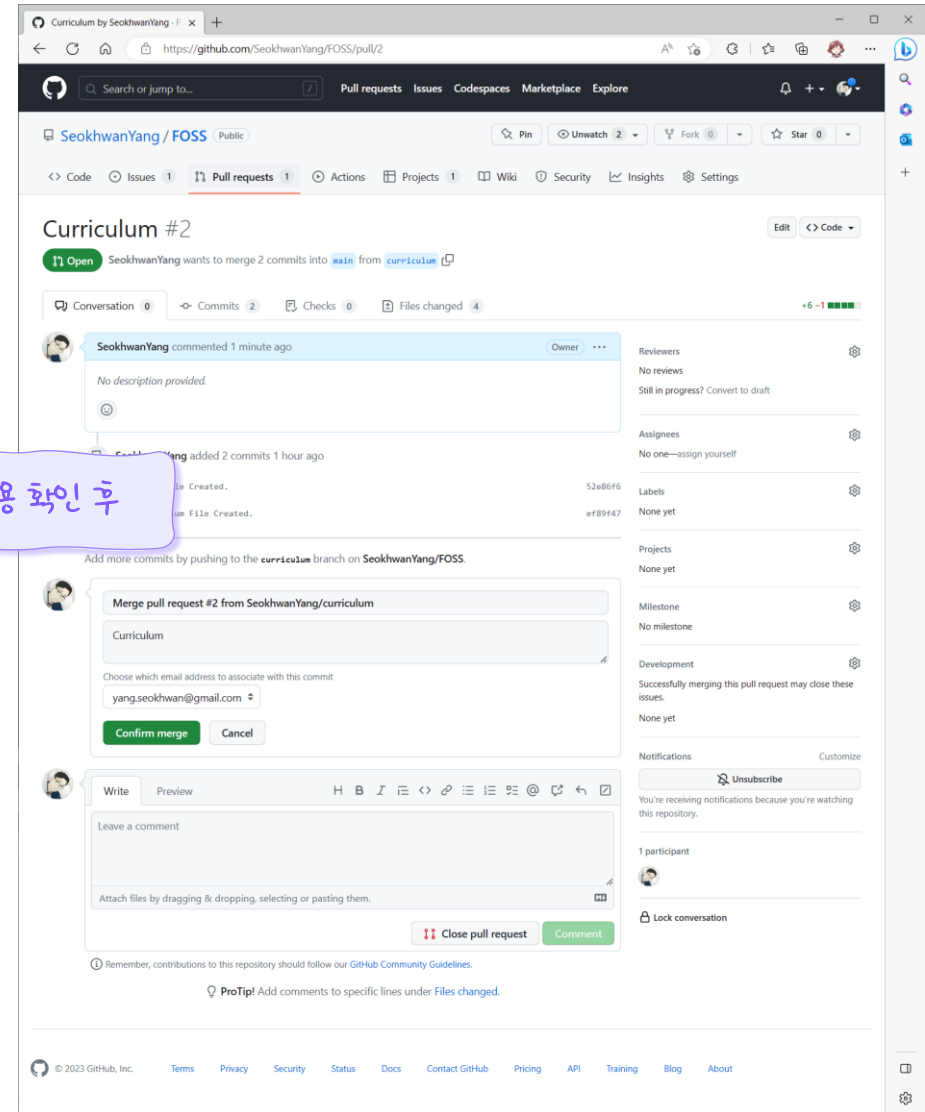 Curriculum by SeokhwanYang · P
https://github.com/SeokhwanYang/FOSS/pull/2
Search or jump to... / Pull requests Issues Codespaces Marketplace Explore
SeokhwanYang / FOSS Public Pin Unwatch 2 Fork 0 Star 0
<> Code Issues 1 Pull requests 1 Actions Projects 1 Wiki Security Insights Settings
Curriculum #2 Edit <> Code
Open SeokhwanYang wants to merge 2 commits into main from curriculum
Conversation 0 Commits 2 Checks 0 Files changed 4 +6 −1
SeokhwanYang commented 1 minute ago Owner ...
No description provided.
added 2 commits 1 hour ago
확인 후
Created. 52e86f6
File Created. ef89f47
Add more commits by pushing to the curriculum branch on SeokhwanYang/FOSS.
Merge pull request #2 from SeokhwanYang/curriculum
Curriculum
Choose which email address to associate with this commit
yang.seokhwan@gmail.com
Confirm merge Cancel
Write Preview
Leave a comment
Attach files by dragging & dropping, selecting or pasting them.
Close pull request Comment
Remember, contributions to this repository should follow our GitHub Community Guidelines.
ProTip! Add comments to specific lines under Files changed.
Reviewers
No reviews
Still in progress? Convert to draft
Assignees
No one—assign yourself
Labels
None yet
Projects
None yet
Milestone
No milestone
Development
Successfully merging this pull request may close these
issues.
None yet
Notifications Customize
Unsubscribe
You're receiving notifications because you're watching
this repository.
1 participant
Lock conversation
© 2023 GitHub, Inc. Terms Privacy Security Status Docs Contact GitHub Pricing API Training Blog About